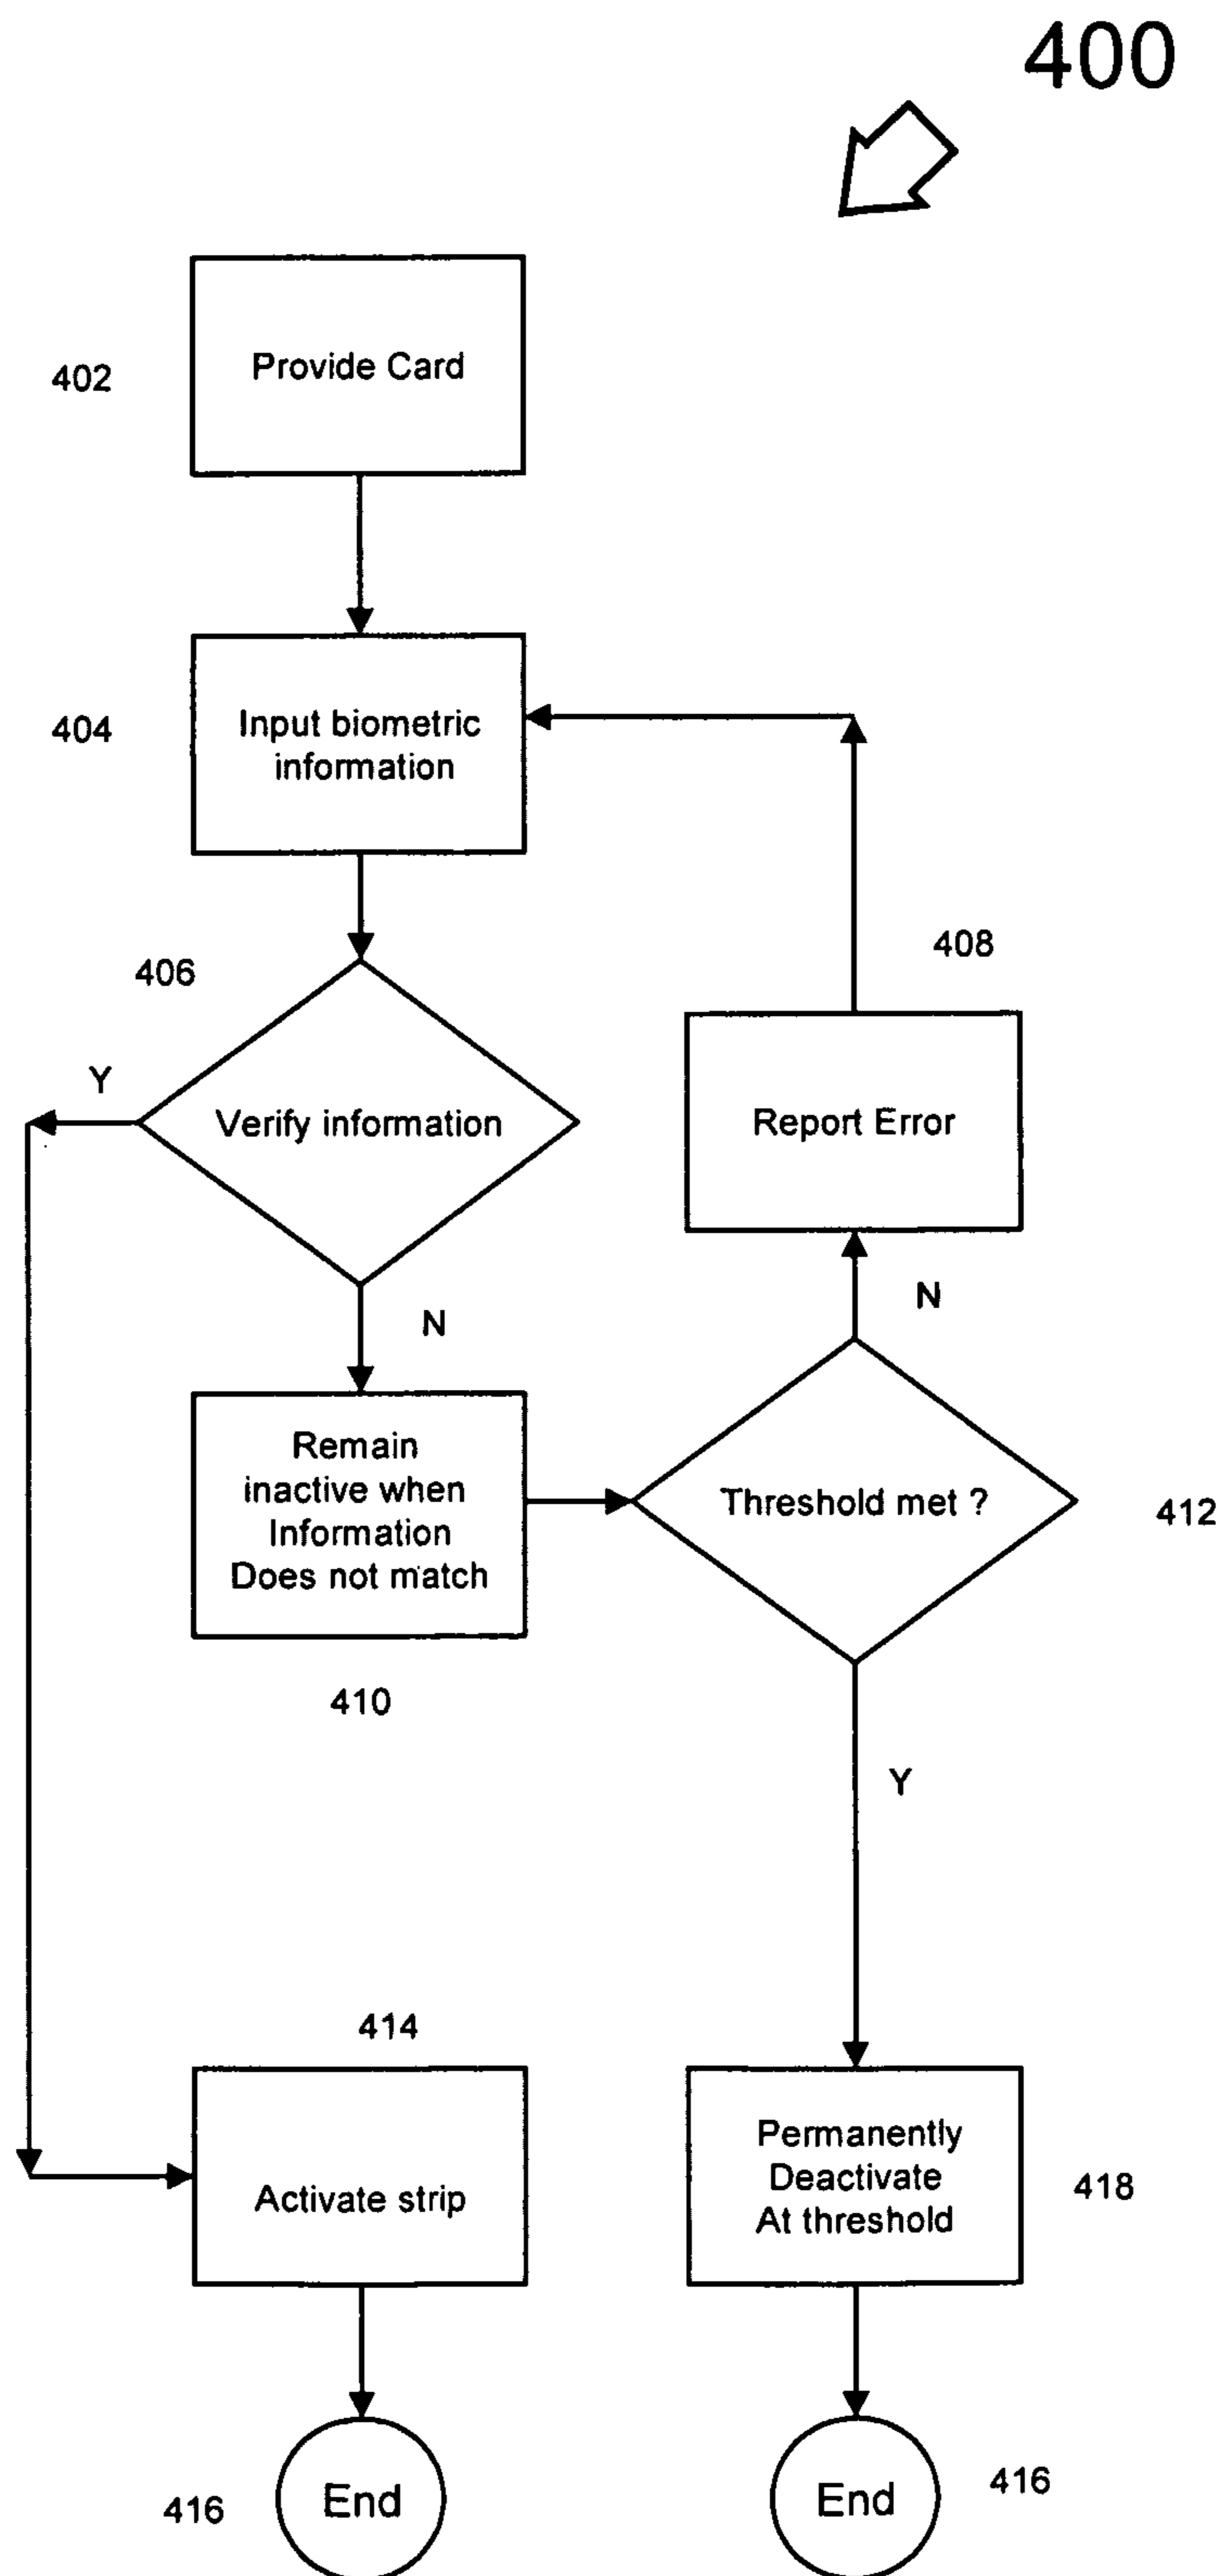 400
402
Provide Card
404
Input biometric
information
406
Y
Verify information
N
408
Report Error
N
Remain
inactive when
Information
Does not match
410
Threshold met ?
412
Y
414
Activate strip
Permanently
Deactivate
At threshold
418
416
End
End
416